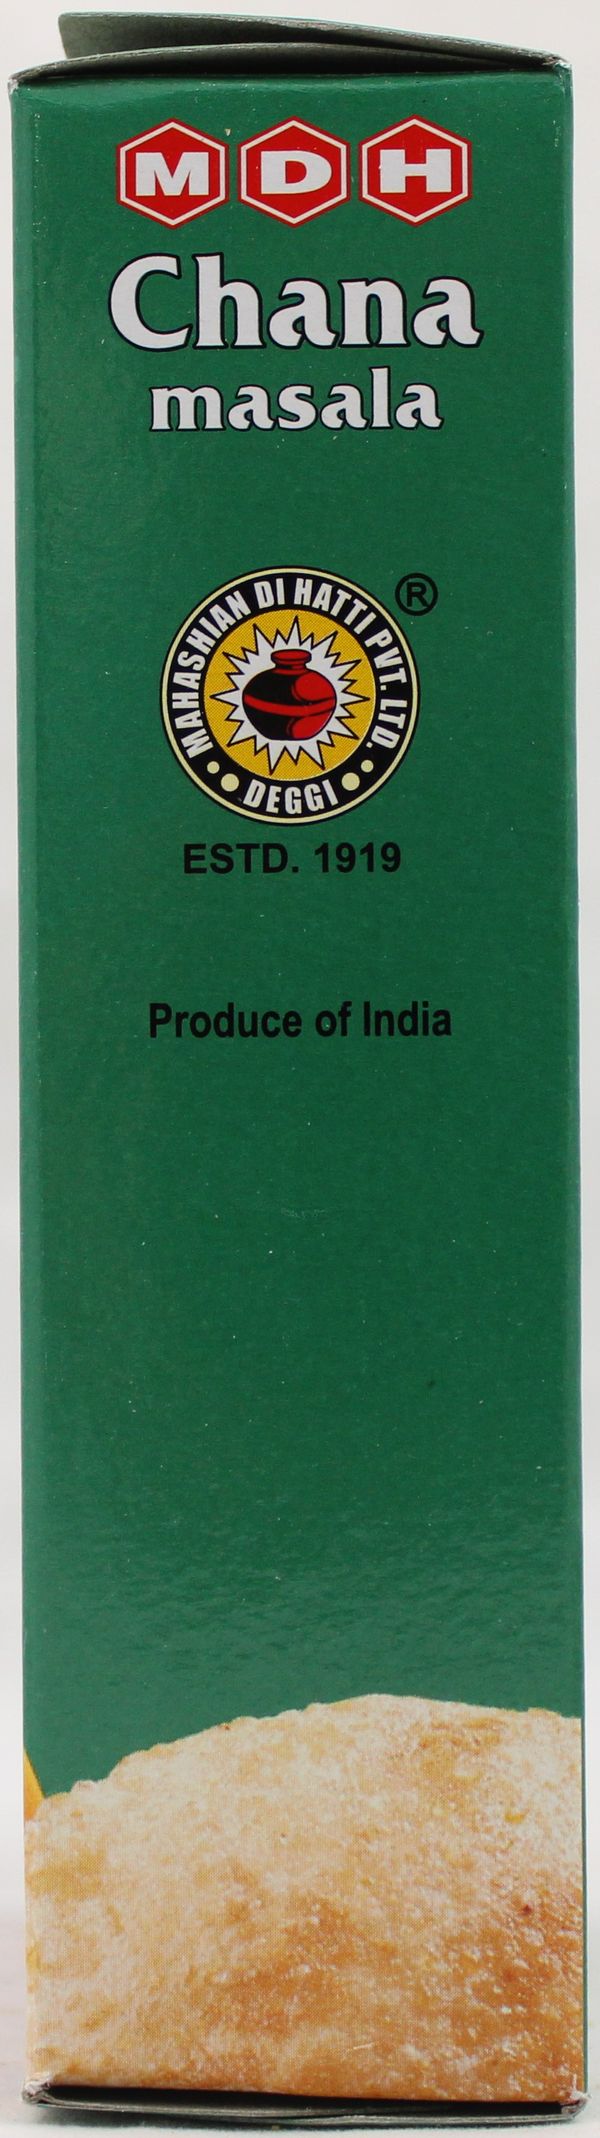 MDH
Chana
masala
MAHASHIAN DI HATTI PVT. LTD.
®
DEGGI
ESTD. 1919
Produce of India